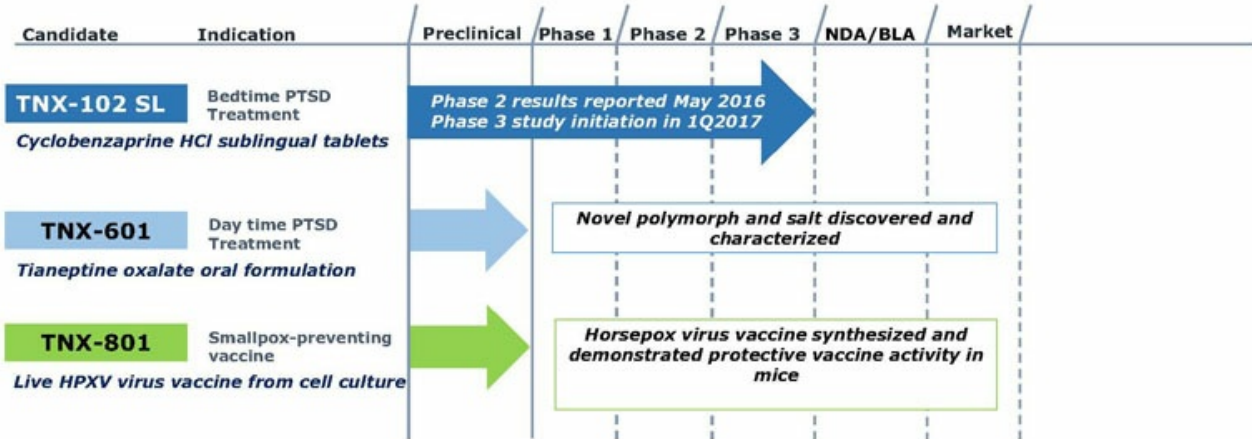 Candidate Indication Preclinical Phase 1 Phase 2 Phase 3 NDA/BLA Market
TNX-102 SL
Bedtime PTSD
Treatment
Cyclobenzaprine HCl sublingual tablets
Phase 2 results reported May 2016
Phase 3 study initiation in 1Q2017
TNX-601
Day time PTSD
Treatment
Tianeptine oxalate oral formulation
Novel polymorph and salt discovered and
characterized
TNX-801
Smallpox-preventing
vaccine
Live HPXV virus vaccine from cell culture
Horsepox virus vaccine synthesized and
demonstrated protective vaccine activity in
mice